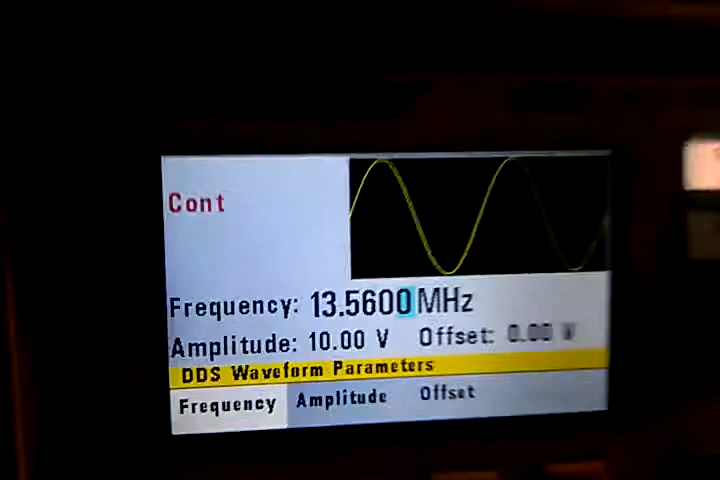 Cont
Frequency: 13.5600 MHz
Amplitude: 10.00 V Offset: 0.00 V
DDS Waveform Parameters
Frequency Amplitude Offset